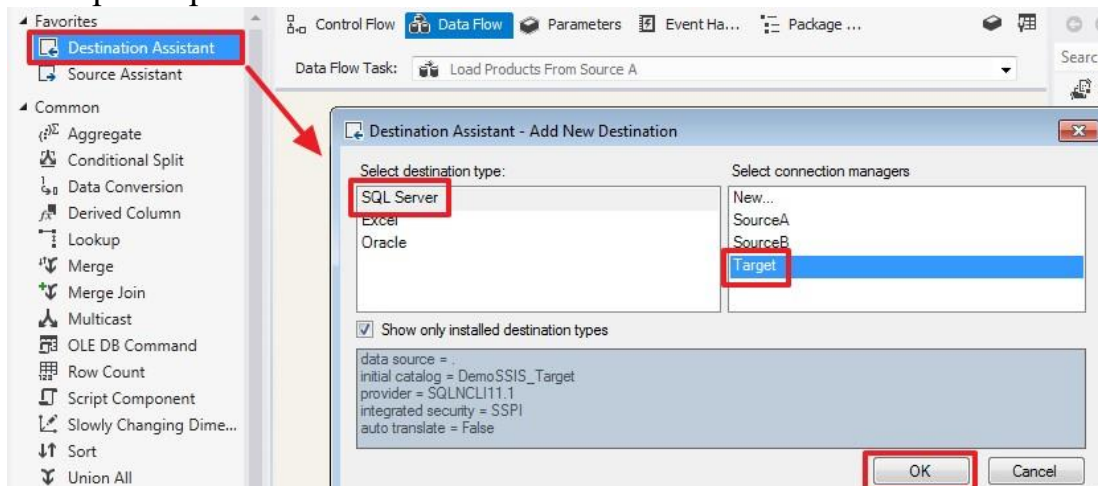 Favorites
Destination Assistant
Source Assistant
Common
Aggregate
Conditional Split
Data Conversion
Derived Column
Lookup
Merge
Merge Join
Multicast
OLE DB Command
Row Count
Script Component
Slowly Changing Dime...
Sort
Union All
Control Flow Data Flow Parameters Event Ha... Package ...
Data Flow Task: Load Products From Source A
Searc
Destination Assistant - Add New Destination
Select destination type:
SQL Server
Excel
Oracle
Select connection managers
New...
SourceA
SourceB
Target
Show only installed destination types
data source = .
initial catalog = DemoSSIS_Target
provider = SQLNCLI11.1
integrated security = SSPI
auto translate = False
OK Cancel